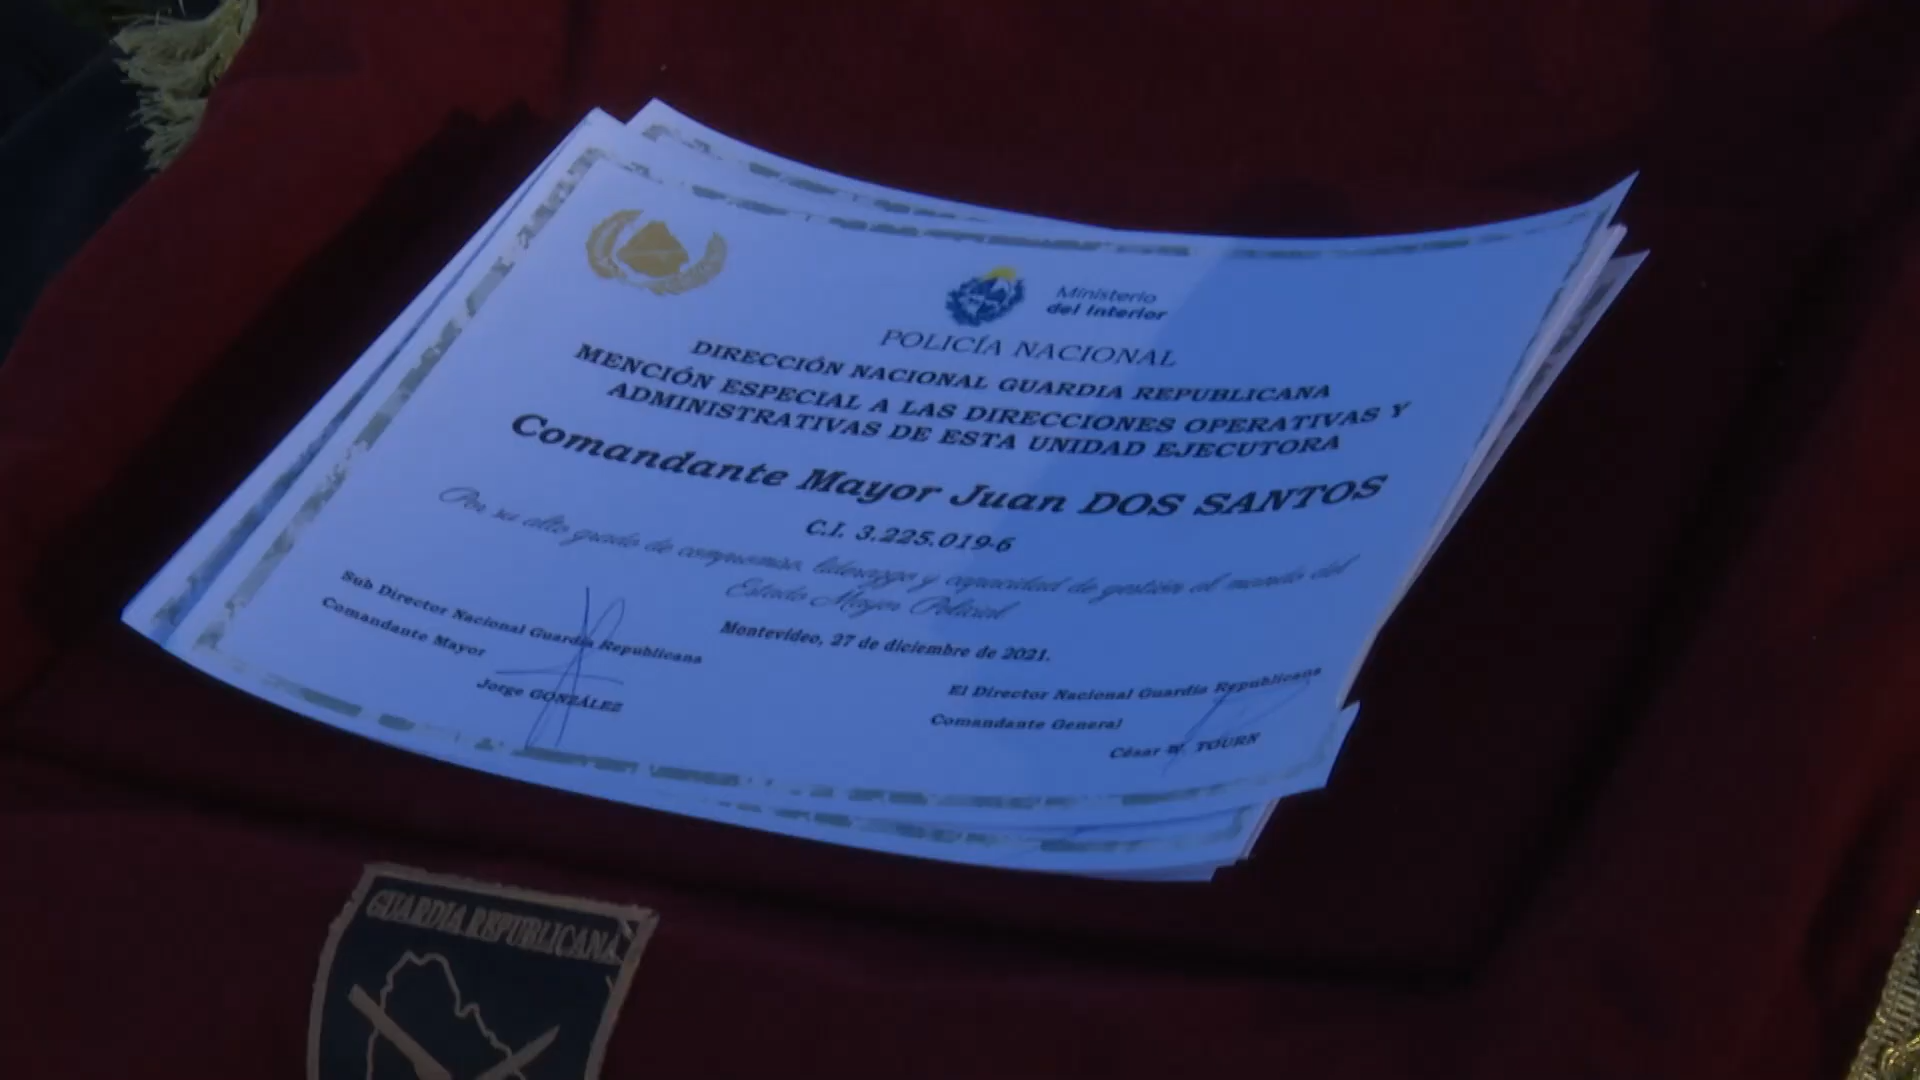 Ministerio
del Interior
POLICÍA NACIONAL
DIRECCIÓN NACIONAL GUARDIA REPUBLICANA
MENCIÓN ESPECIAL A LAS DIRECCIONES OPERATIVAS Y
ADMINISTRATIVAS DE ESTA UNIDAD EJECUTORA
Comandante Mayor Juan DOS SANTOS
C.I. 3.225.019-6
Por su alto grado de compromiso, liderazgo y capacidad de gestión al mando del
Estado Mayor Policial
Montevideo, 27 de diciembre de 2021.
Sub Director Nacional Guardia Republicana
Comandante Mayor
Jorge GONZÁLEZ
El Director Nacional Guardia Republicana
Comandante General
César W. TOURN
GUARDIA REPUBLICANA